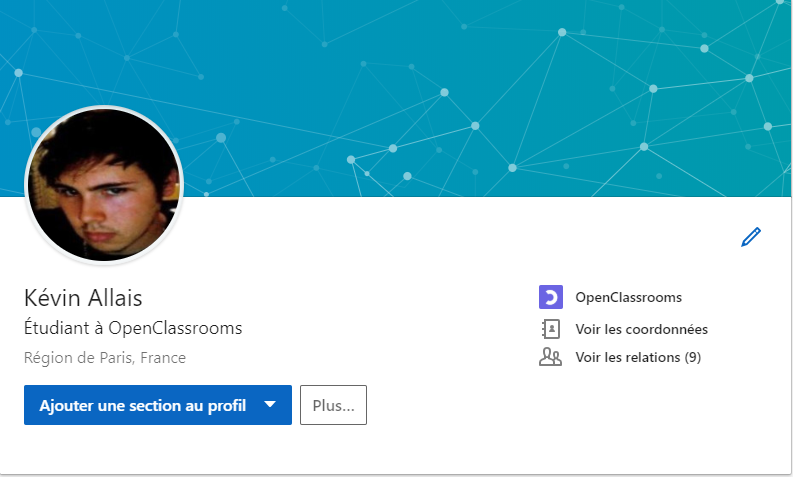 Kévin Allais
Étudiant à OpenClassrooms
Région de Paris, France
Ajouter une section au profil
Plus...
OpenClassrooms
Voir les coordonnées
Voir les relations (9)